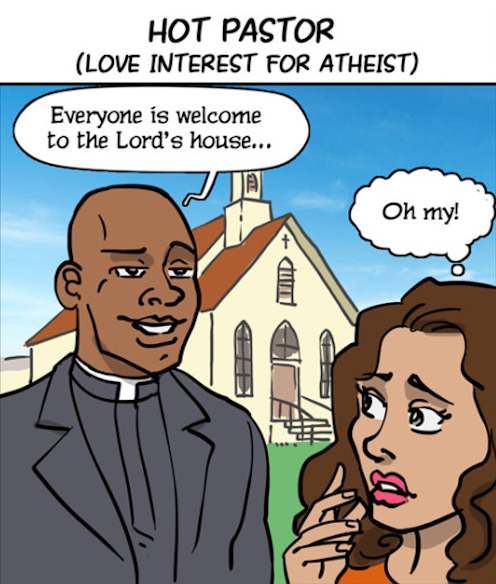 HOT PASTOR
(LOVE INTEREST FOR ATHEIST)
Everyone is welcome
to the Lord's house...
Oh my!